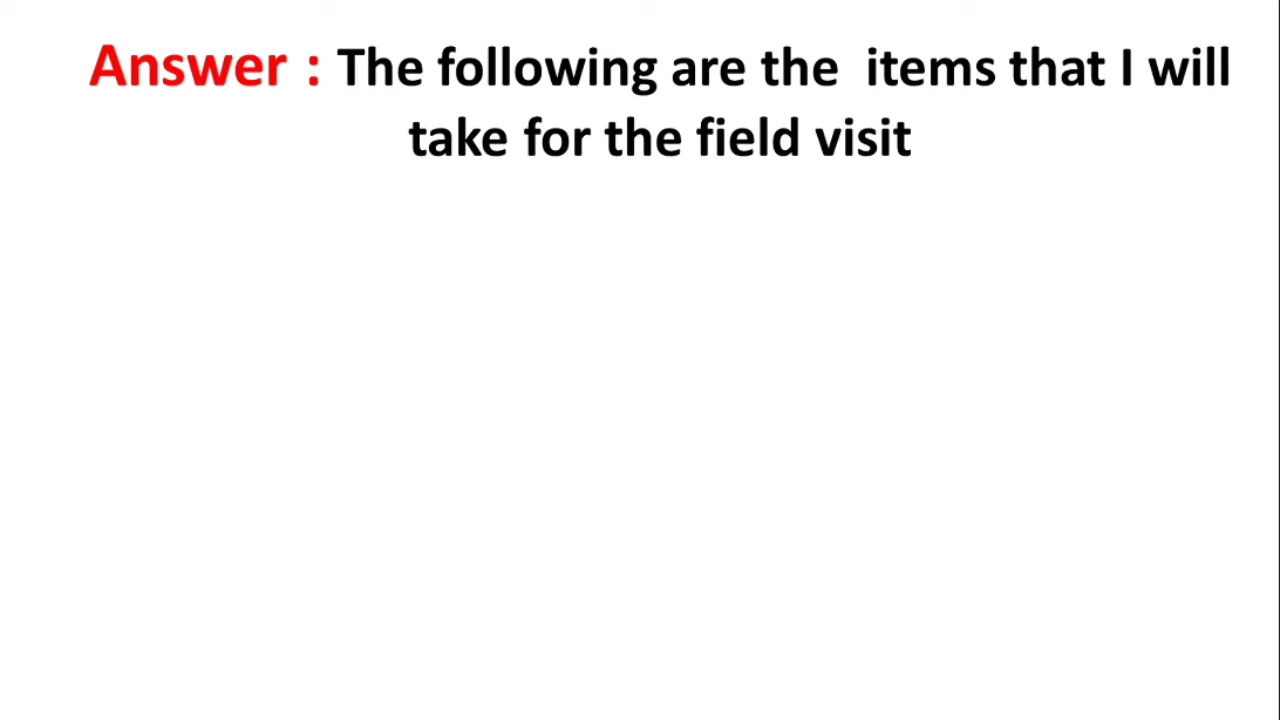 Answer : The following are the  items that I will
take for the field visit